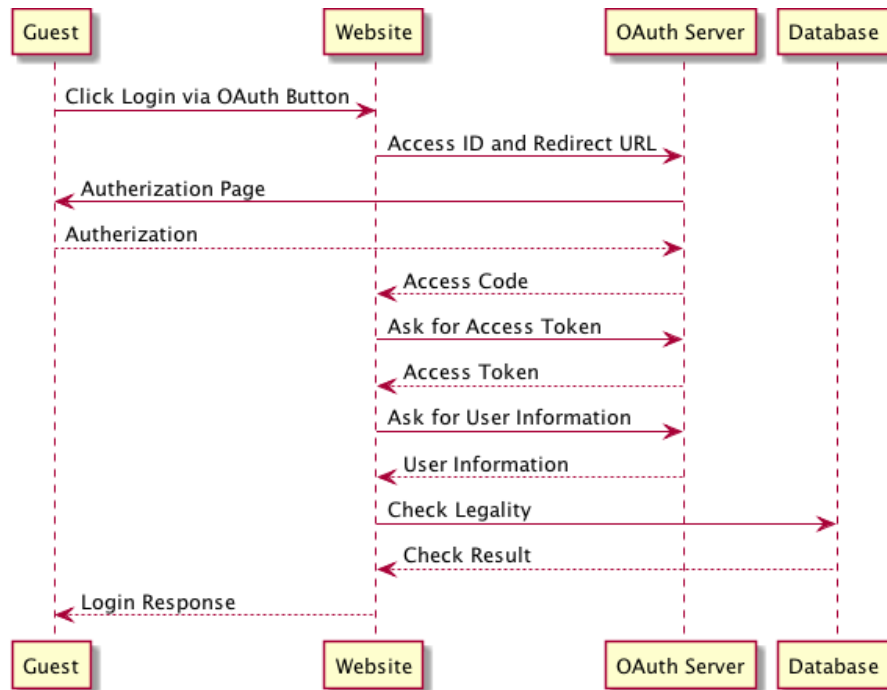 Guest Website OAuth Server Database
Click Login via OAuth Button
Access ID and Redirect URL
Autherization Page
Autherization
Access Code
Ask for Access Token
Access Token
Ask for User Information
User Information
Check Legality
Check Result
Login Response
Guest Website OAuth Server Database